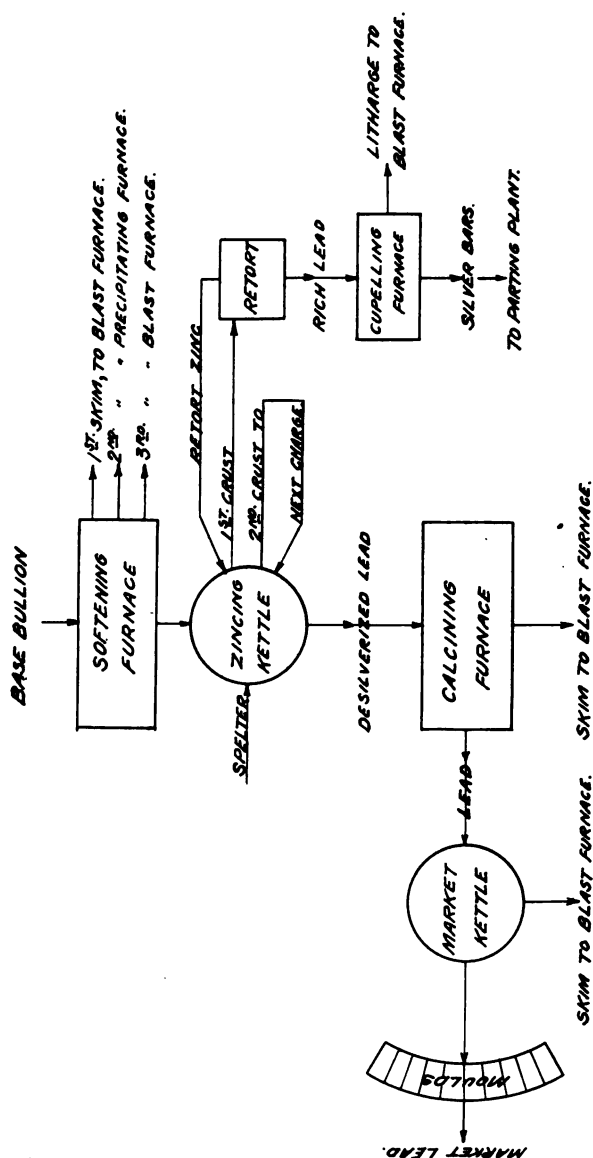 BASE BULLION
SOFTENING
FURNACE
1ST. SKIM, TO BLAST FURNACE.
2ND. " " PRECIPITATING FURNACE.
3RD. " " BLAST FURNACE.
SPELTER
ZINCING
KETTLE
RETORT ZINC
1ST. CRUST
2ND. CRUST TO
NEXT CHARGE.
RETORT
RICH LEAD
CUPELLING
FURNACE
LITHARGE TO
BLAST FURNACE.
SILVER BARS.
TO PARTING PLANT.
DESILVERIZED LEAD
CALCINING
FURNACE
SKIM TO BLAST FURNACE.
LEAD
MARKET
KETTLE
SKIM TO BLAST FURNACE.
MOULDS
MARKET LEAD.